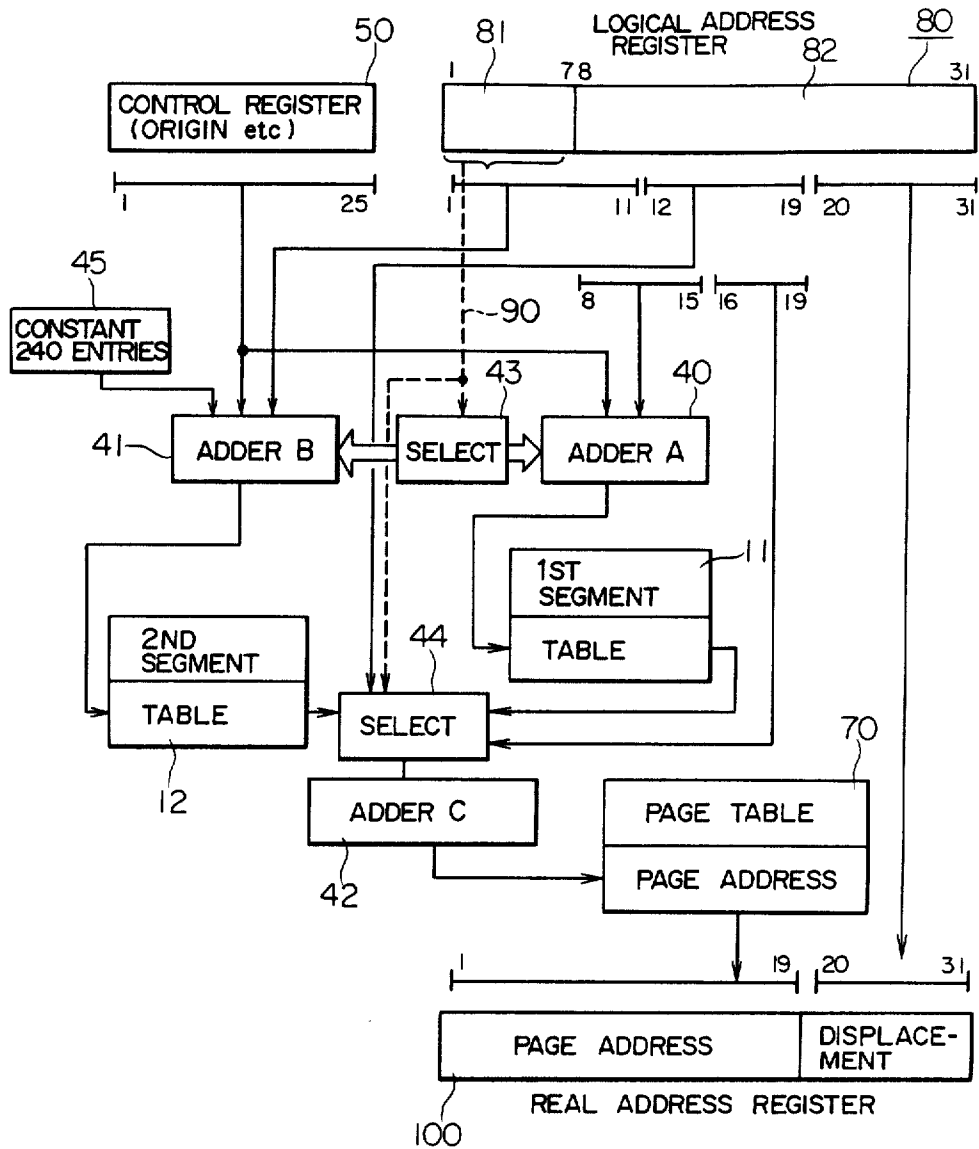 50
81
LOGICAL ADDRESS
REGISTER
80
1
78
82
31
CONTROL REGISTER
(ORIGIN etc)
1
25
1
11
12
19
20
31
45
8
15
16
19
CONSTANT
240 ENTRIES
90
43
40
41
ADDER B
SELECT
ADDER A
11
1ST
SEGMENT
TABLE
2ND
SEGMENT
TABLE
44
SELECT
12
70
ADDER C
42
PAGE TABLE
PAGE ADDRESS
1
19
20
31
PAGE ADDRESS
DISPLACE-
MENT
REAL ADDRESS REGISTER
100